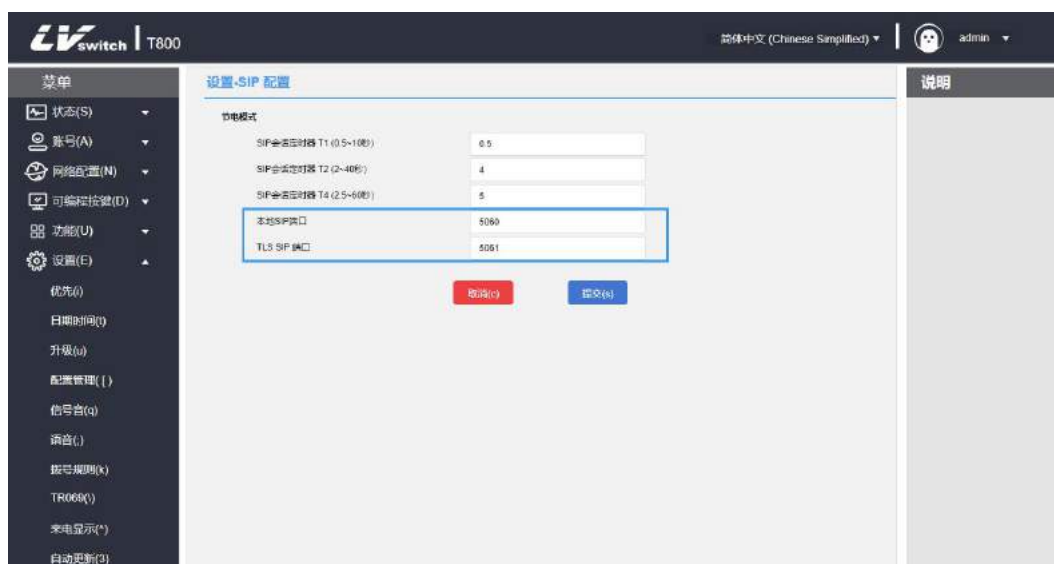 LVswitch T800
简体中文 (Chinese Simplified)
admin
菜单
状态(S)
账号(A)
网络配置(N)
可编程按键(D)
功能(U)
设置(E)
优先(i)
日期时间(t)
升级(u)
配置管理([)
信号音(q)
语音(;)
拨号规则(k)
TR069(\)
来电显示(^)
自动更新(3)
设置-SIP 配置
节电模式
SIP会话定时器 T1 (0.5~10秒) 0.5
SIP会话定时器 T2 (2~40秒) 4
SIP会话定时器 T4 (2.5~60秒) 5
本地SIP端口 5060
TLS SIP 端口 5061
取消(c) 提交(s)
说明